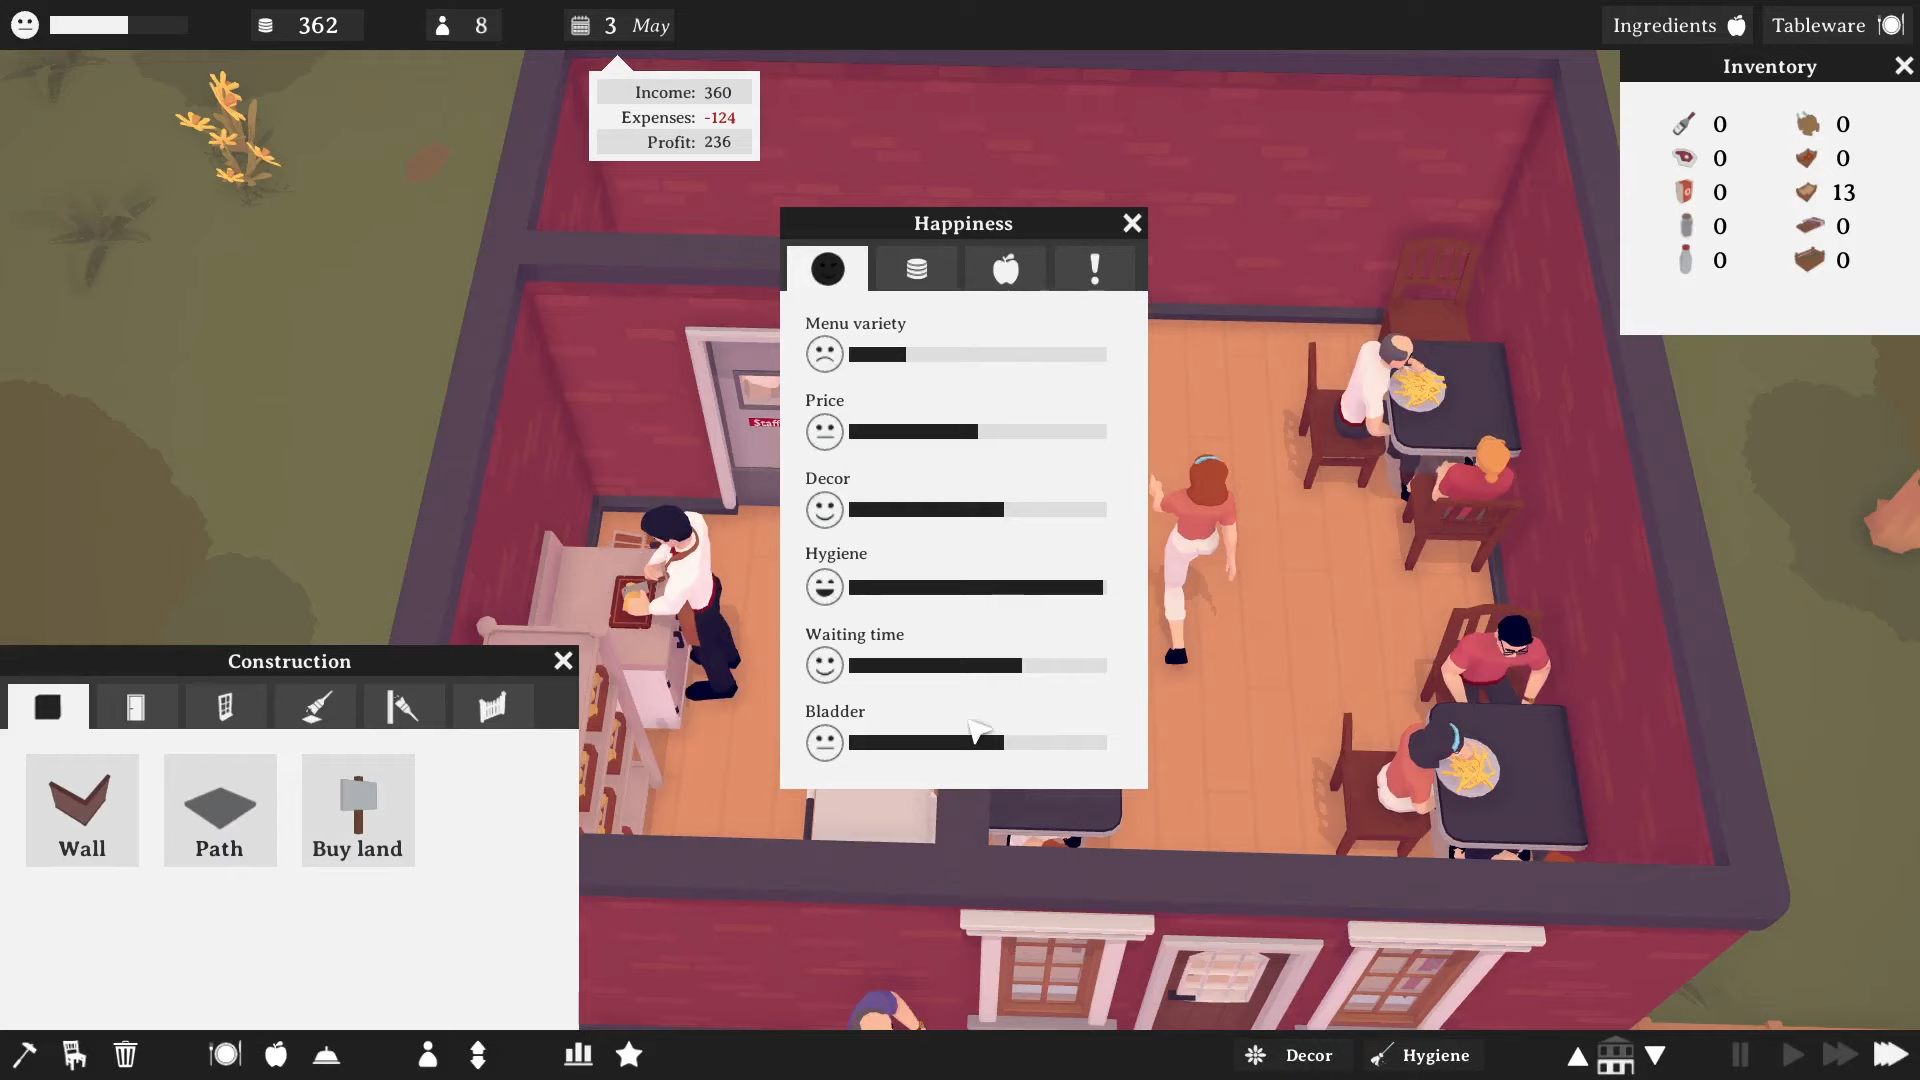 362
8
3 May
Ingredients
Tableware
Income: 360
Expenses: -124
Profit: 236
Inventory
0 0
0 0
0 13
0 0
0 0
Happiness
Menu variety
Price
Decor
Hygiene
Waiting time
Bladder
Staff
Construction
Wall
Path
Buy land
Decor
Hygiene